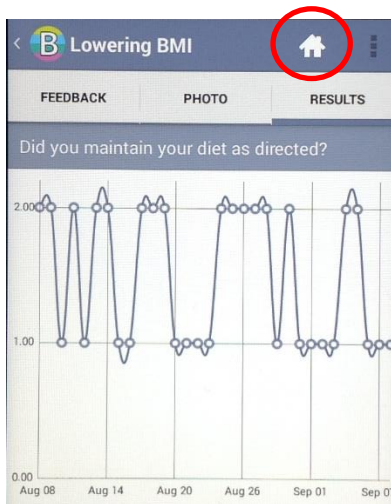 B Lowering BMI
FEEDBACK PHOTO RESULTS
Did you maintain your diet as directed?
2.00
1.00
0.00
Aug 08 Aug 14 Aug 20 Aug 26 Sep 01 Sep 0